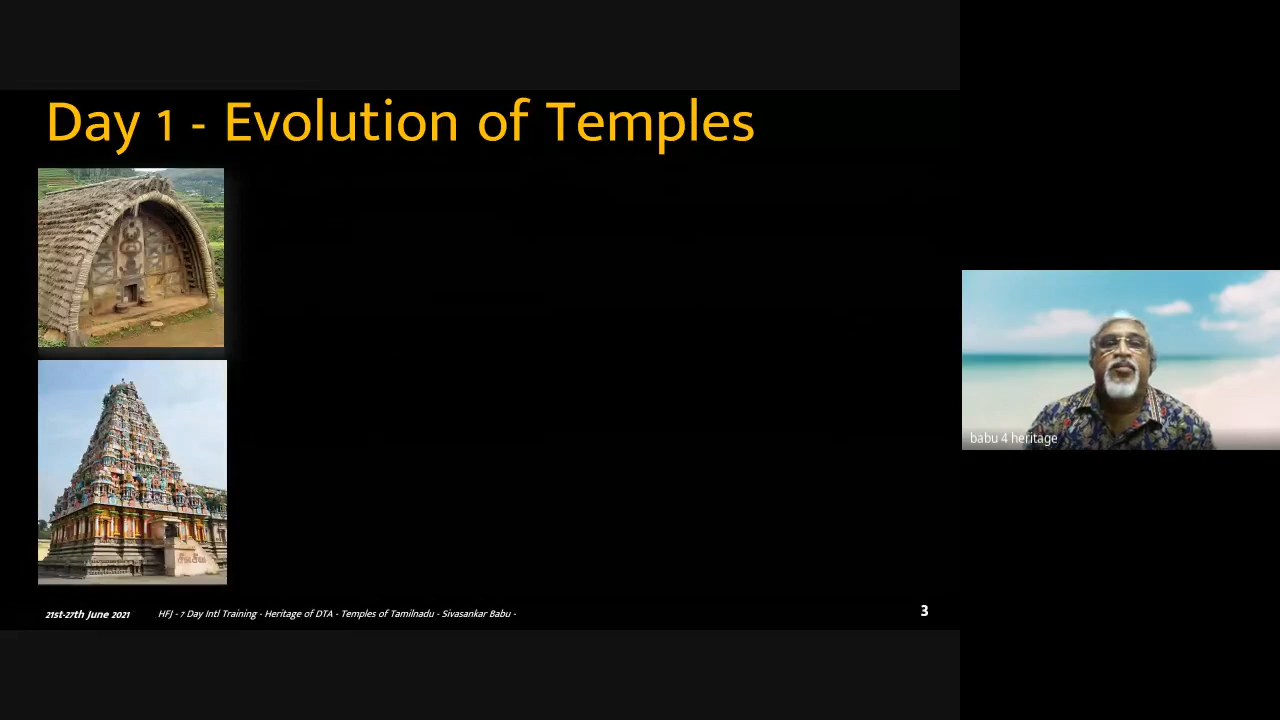 Day 1 - Evolution of Temples
சிவசிவ
babu 4 heritage
21st-27th June 2021
HFJ - 7 Day Intl Training - Heritage of DTA - Temples of Tamilnadu - Sivasankar Babu -
3